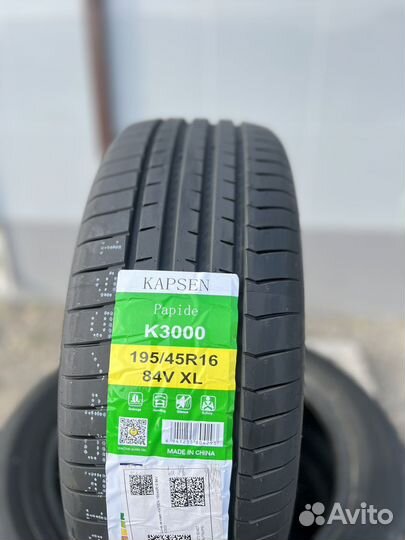 KAPSEN
Papide
K3000
195/45R16
84V XL
MADE IN CHINA
Avito